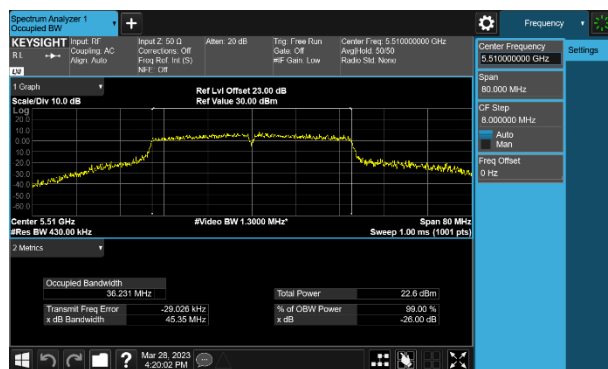 Spectrum Analyzer 1
Occupied BW
Frequency
KEYSIGHT
Input: RF
Coupling: AC
Align: Auto
Input Z: 50 Ω
Corrections: Off
Freq Ref: Int (S)
NFE: Off
Atten: 20 dB
Trig: Free Run
Gate: Off
#IF Gain: Low
Center Freq: 5.510000000 GHz
Avg|Hold: 50/50
Radio Std: None
Center Frequency
5.510000000 GHz
Settings
Span
80.000 MHz
CF Step
8.000000 MHz
Auto
Man
Freq Offset
0 Hz
1 Graph
Scale/Div 10.0 dB
Ref Lvl Offset 23.00 dB
Ref Value 30.00 dBm
Log
20.0
10.0
0.00
-10.0
-20.0
-30.0
-40.0
-50.0
-60.0
Center 5.51 GHz
#Video BW 1.3000 MHz*
Span 80 MHz
#Res BW 430.00 kHz
Sweep 1.00 ms (1001 pts)
2 Metrics
Occupied Bandwidth
36.231 MHz
Total Power 22.6 dBm
Transmit Freq Error -29.026 kHz
% of OBW Power 99.00 %
x dB Bandwidth 45.35 MHz
x dB -26.00 dB
Mar 28, 2023
4:20:02 PM